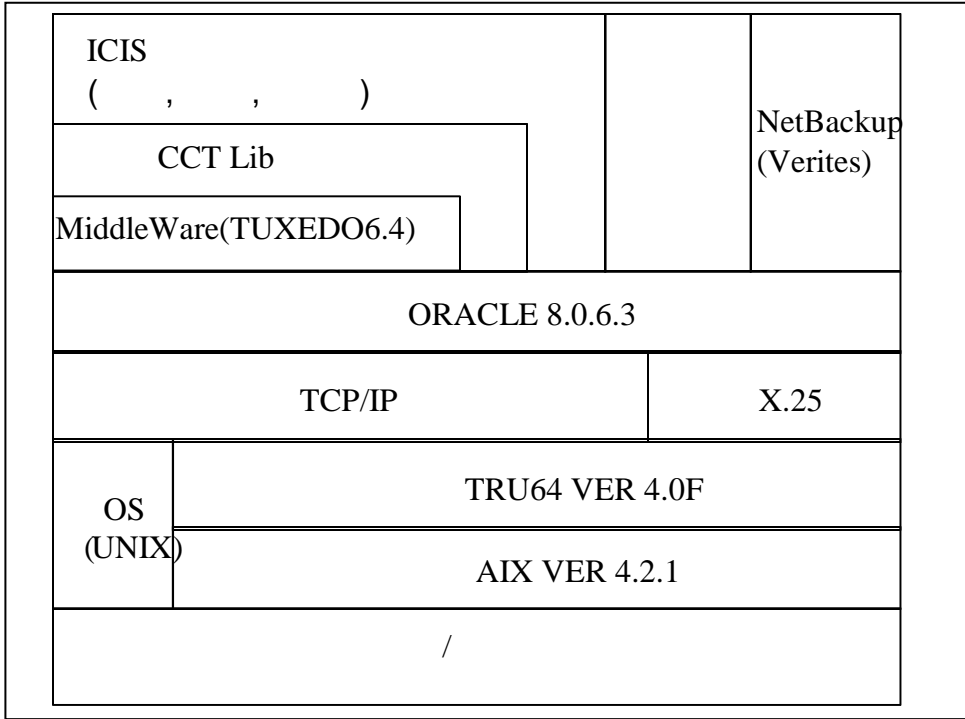 ICIS
( , , )
NetBackup
(Verites)
CCT Lib
MiddleWare(TUXEDO6.4)
ORACLE 8.0.6.3
TCP/IP
X.25
OS
(UNIX)
TRU64 VER 4.0F
AIX VER 4.2.1
/